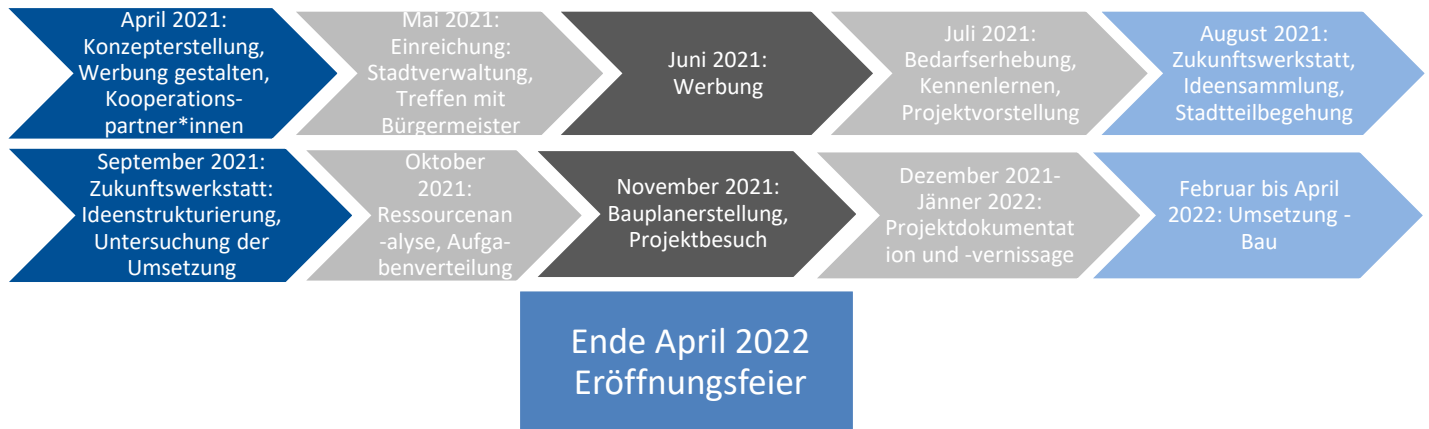 April 2021:
Konzepterstellung,
Werbung gestalten,
Kooperations-
partner*innen
Mai 2021:
Einreichung:
Stadtverwaltung,
Treffen mit
Bürgermeister
Juni 2021:
Werbung
Juli 2021:
Bedarfserhebung,
Kennenlernen,
Projektvorstellung
August 2021:
Zukunftswerkstatt,
Ideensammlung,
Stadtteilbegehung
September 2021:
Zukunftswerkstatt:
Ideenstrukturierung,
Untersuchung der
Umsetzung
Oktober
2021:
Ressourcenan
-alyse, Aufga-
benverteilung
November 2021:
Bauplanerstellung,
Projektbesuch
Dezember 2021-
Jänner 2022:
Projektdokumentat
ion und -vernissage
Februar bis April
2022: Umsetzung -
Bau
Ende April 2022
Eröffnungsfeier